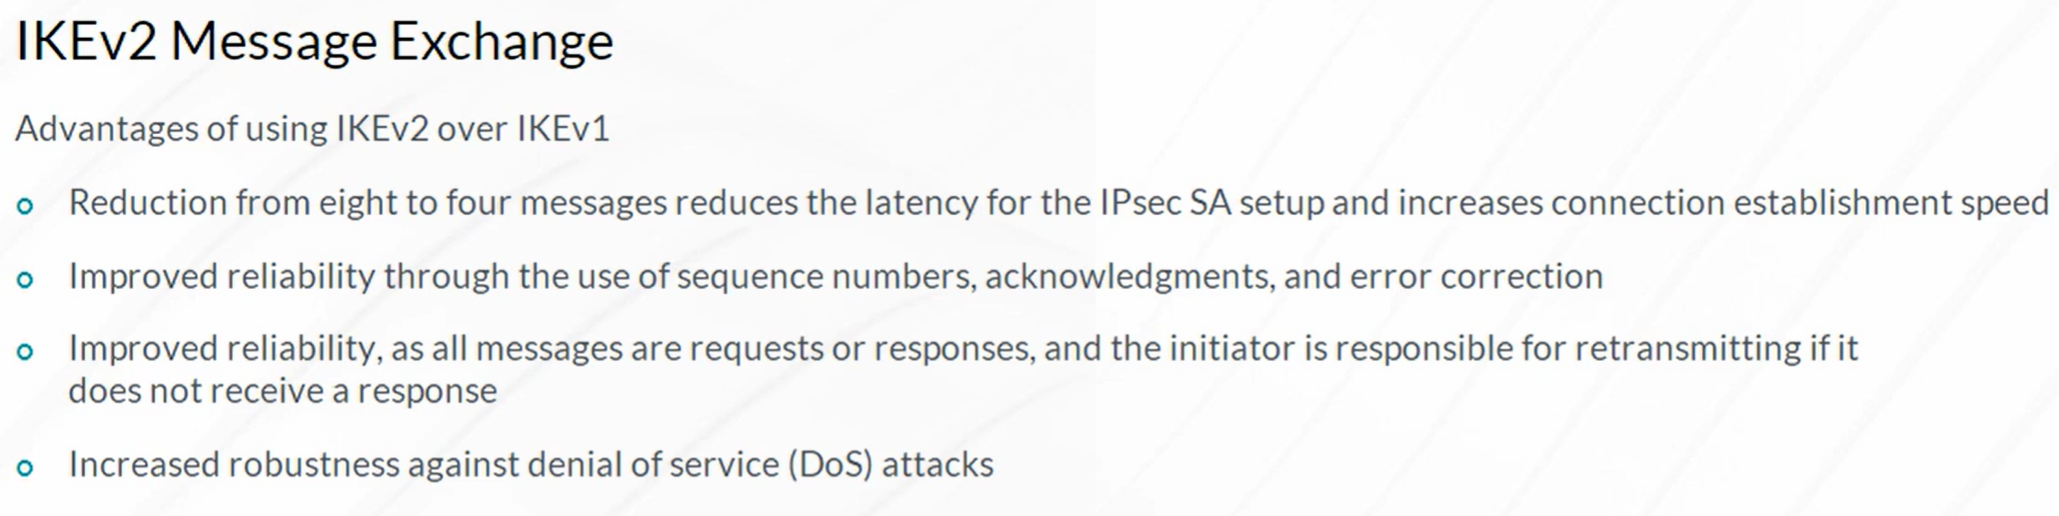 IKEv2 Message Exchange
Advantages of using IKEv2 over IKEv1
Reduction from eight to four messages reduces the latency for the IPsec SA setup and increases connection establishment speed
Improved reliability through the use of sequence numbers, acknowledgments, and error correction
Improved reliability, as all messages are requests or responses, and the initiator is responsible for retransmitting if it
does not receive a response
Increased robustness against denial of service (DoS) attacks